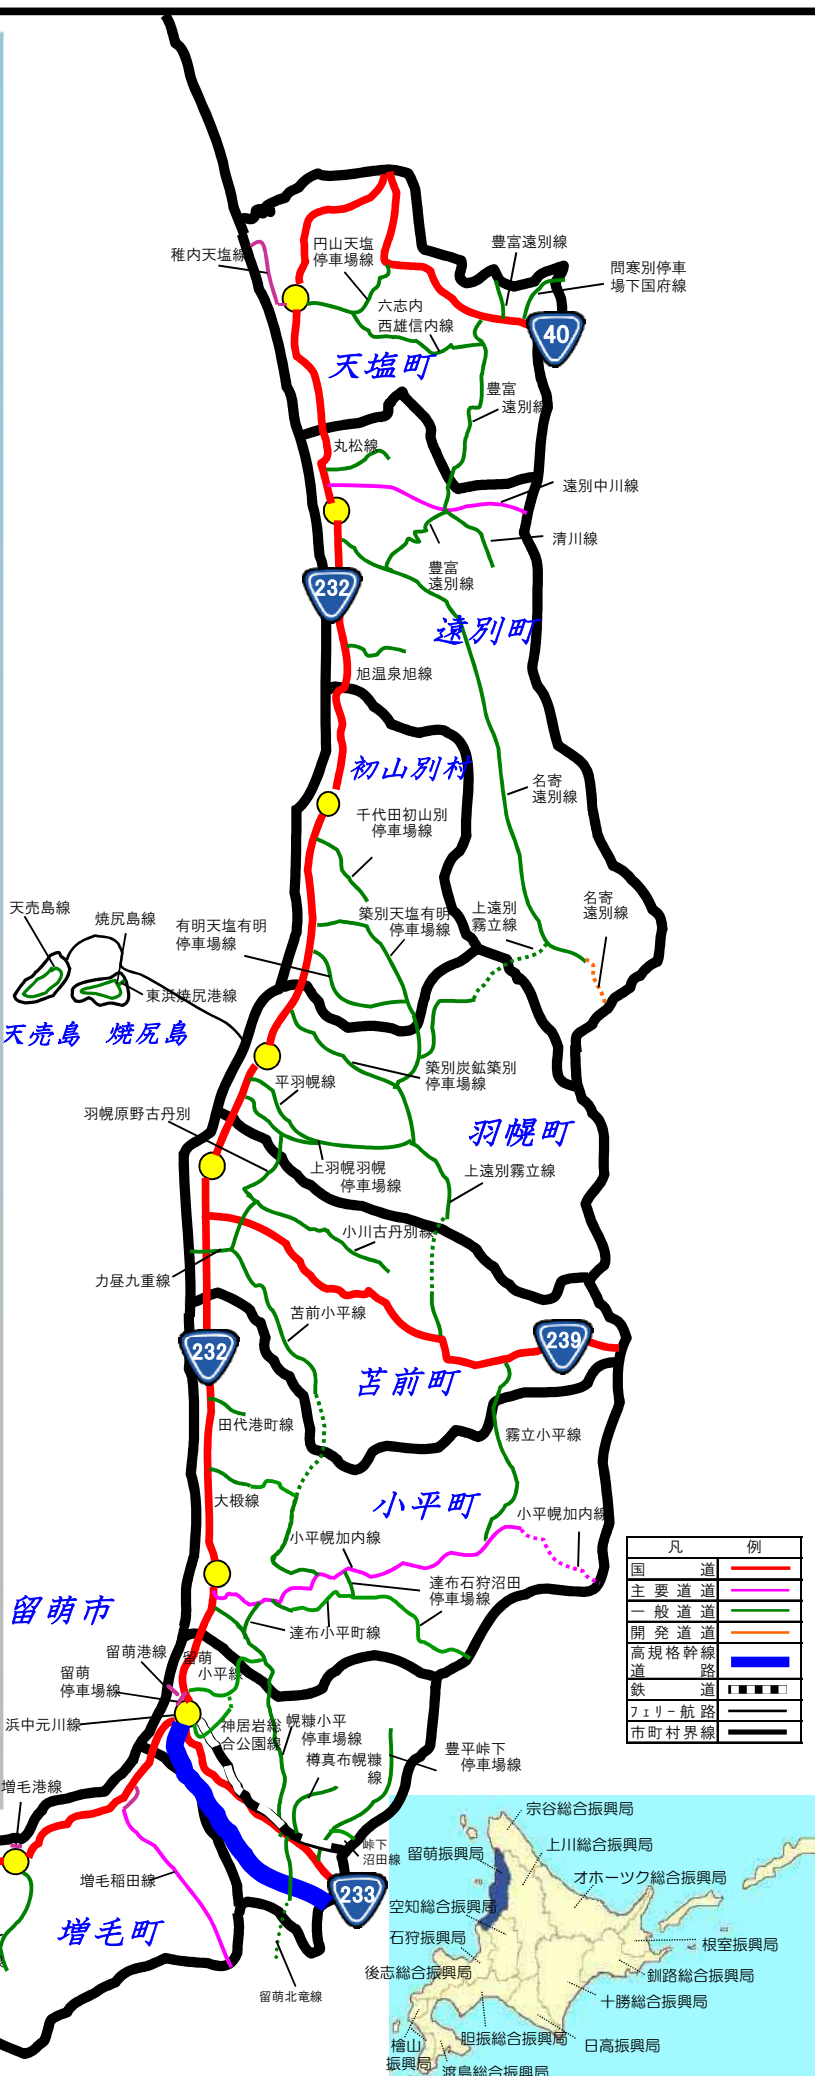 稚内天塩線
円山天塩
停車場線
豊富遠別線
問寒別停車
場下国府線
六志内
西雄信内線
40
天塩町
豊富
遠別線
丸松線
遠別中川線
清川線
豊富
遠別線
232
遠別町
旭温泉旭線
初山別村
名寄
遠別線
千代田初山別
停車場線
天売島線
焼尻島線
有明天塩有明
停車場線
築別天塩有明
停車場線
上遠別
霧立線
名寄
遠別線
東浜焼尻港線
天売島
焼尻島
築別炭鉱築別
停車場線
平羽幌線
羽幌原野古丹別
羽幌町
上羽幌羽幌
停車場線
上遠別霧立線
小川古丹別線
力昼九重線
苫前小平線
232
239
苫前町
田代港町線
霧立小平線
大椴線
小平町
小平幌加内線
小平幌加内線
達布石狩沼田
停車場線
達布小平町線
留萌市
留萌港線
留萌
小平線
留萌
停車場線
浜中元川線
神居岩総
合公園線
幌糠小平
停車場線
樽真布幌糠
線
豊平峠下
停車場線
増毛港線
峠下
沼田線
増毛稲田線
233
増毛町
留萌北竜線
凡例
国道
主要道道
一般道道
開発道道
高規格幹線
道路
鉄道
フェリー航路
市町村界線
宗谷総合振興局
上川総合振興局
留萌振興局
オホーツク総合振興局
空知総合振興局
石狩振興局
根室振興局
後志総合振興局
釧路総合振興局
十勝総合振興局
胆振総合振興局
日高振興局
檜山
振興局
渡島総合振興局